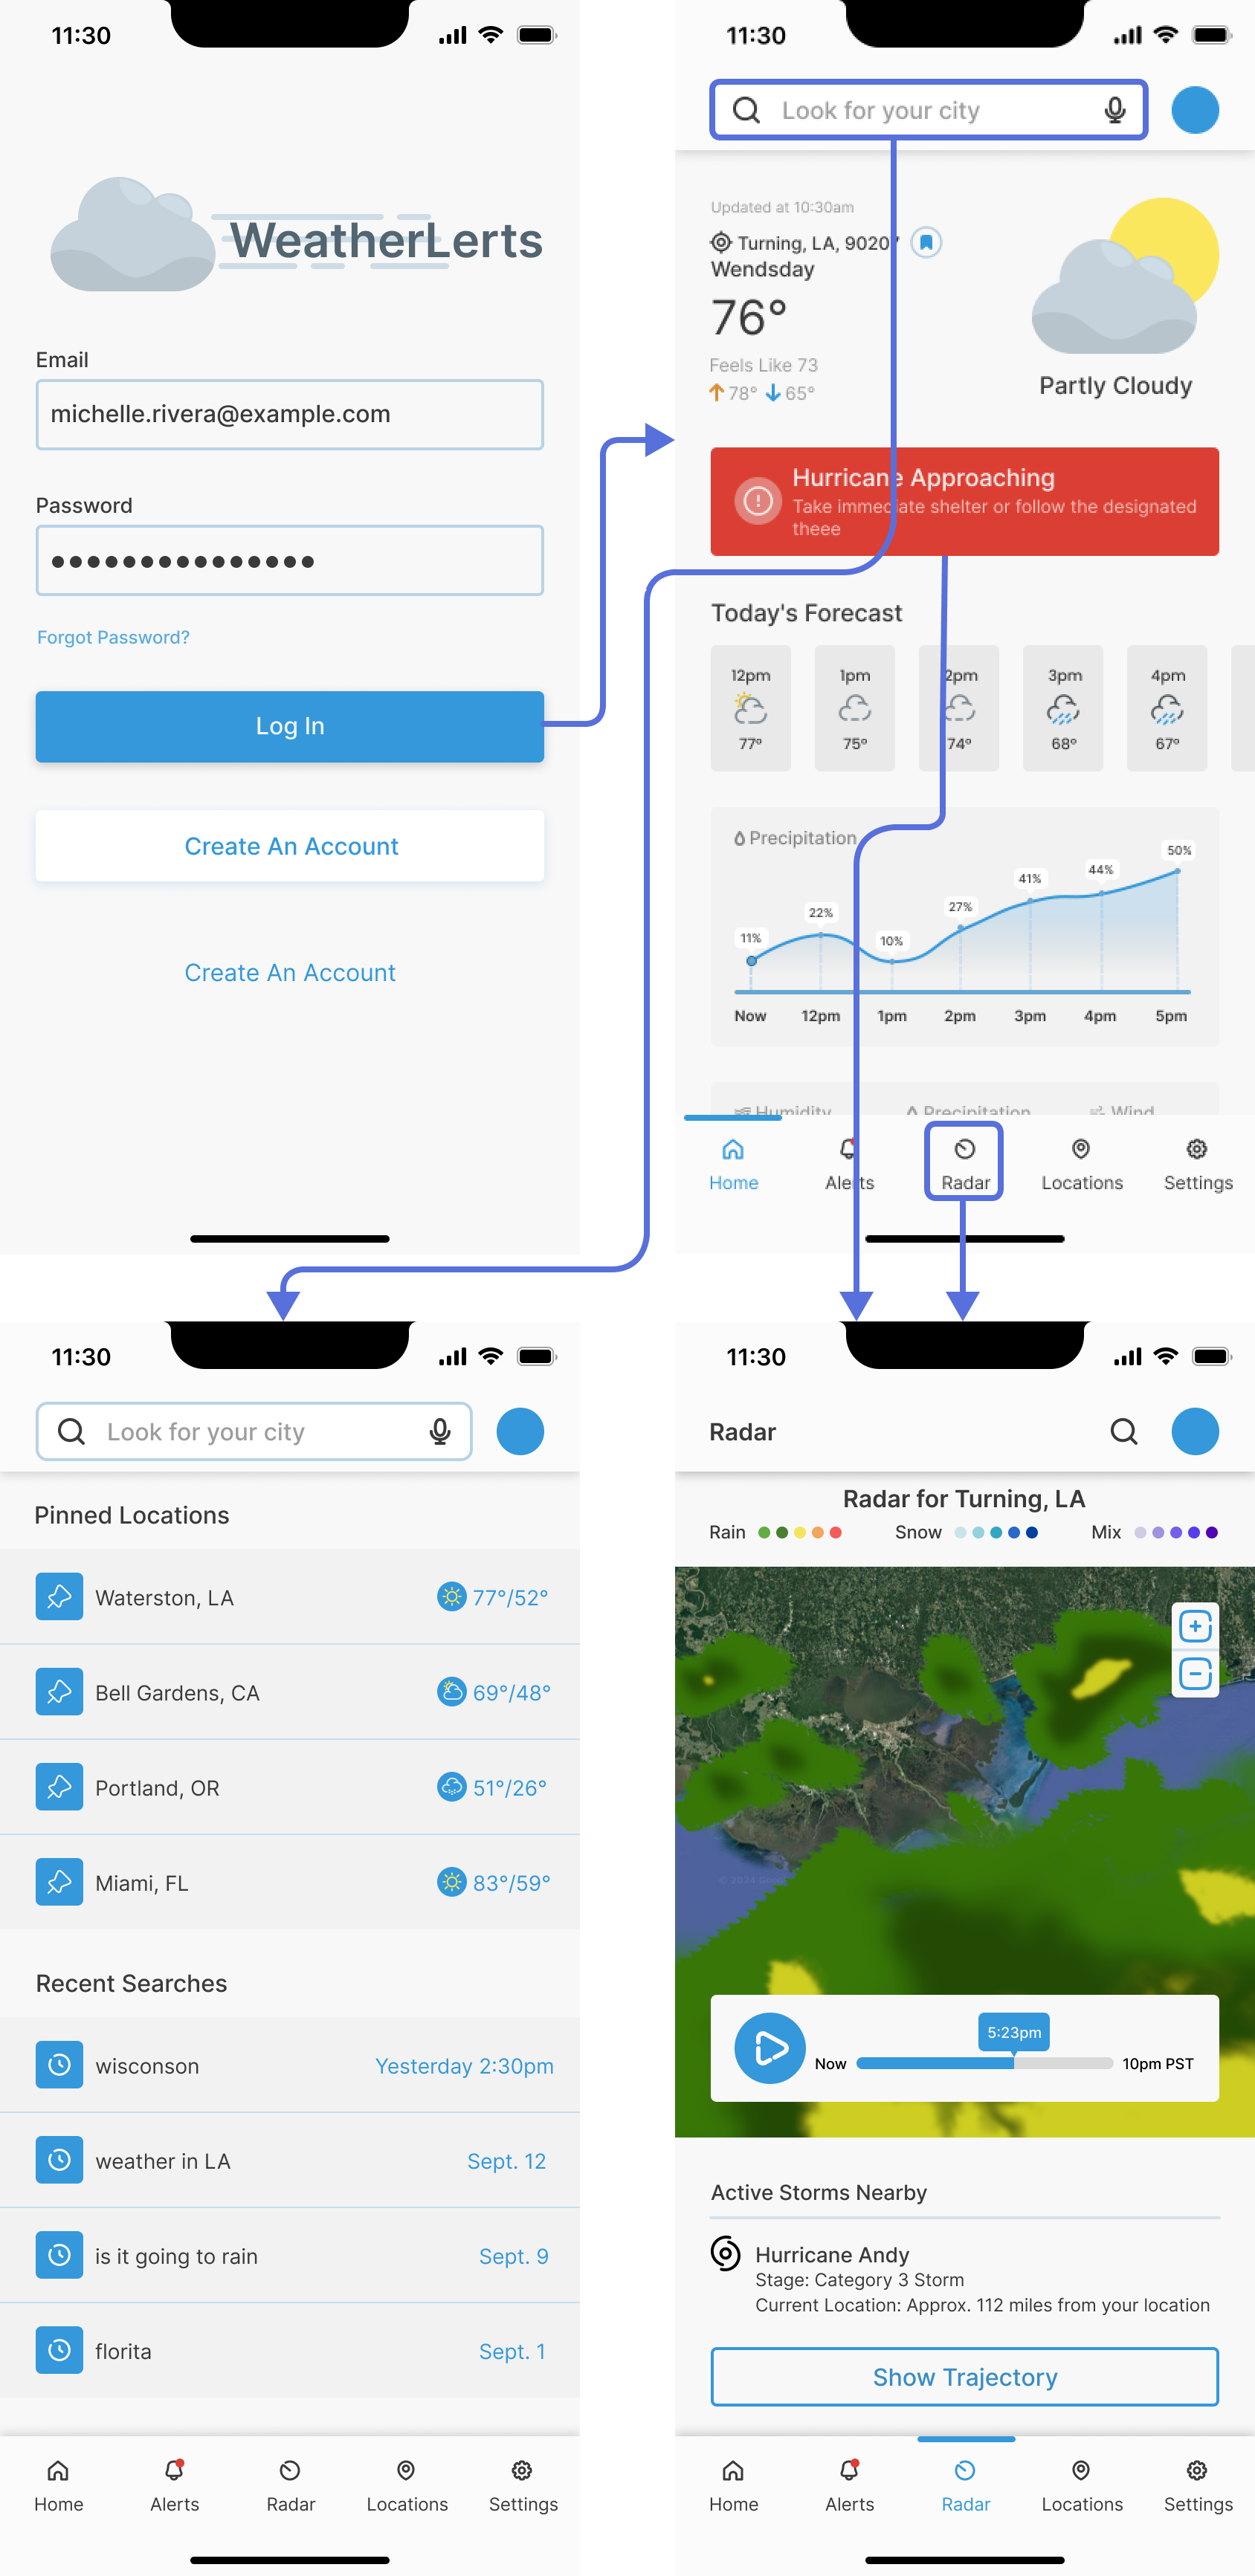 11:30
WeatherLerts
Email
michelle.rivera@example.com
Password
Forgot Password?
Log In
Create An Account
Create An Account
11:30
Look for your city
Updated at 10:30am
Turning, LA, 90207
Wendsday
76°
Feels Like 73
78° 65°
Partly Cloudy
Hurricane Approaching
Take immediate shelter or follow the designated
theee
Today's Forecast
12pm 1pm 2pm 3pm 4pm
77° 75° 74° 68° 67°
Precipitation
11% 22% 10% 27% 41% 44% 50%
Now 12pm 1pm 2pm 3pm 4pm 5pm
Humidity Precipitation Wind
Home Alerts Radar Locations Settings
11:30
Look for your city
Pinned Locations
Waterston, LA 77°/52°
Bell Gardens, CA 69°/48°
Portland, OR 51°/26°
Miami, FL 83°/59°
Recent Searches
wisconson Yesterday 2:30pm
weather in LA Sept. 12
is it going to rain Sept. 9
florita Sept. 1
Home Alerts Radar Locations Settings
11:30
Radar
Radar for Turning, LA
Rain Snow Mix
5:23pm
Now 10pm PST
Active Storms Nearby
Hurricane Andy
Stage: Category 3 Storm
Current Location: Approx. 112 miles from your location
Show Trajectory
Home Alerts Radar Locations Settings